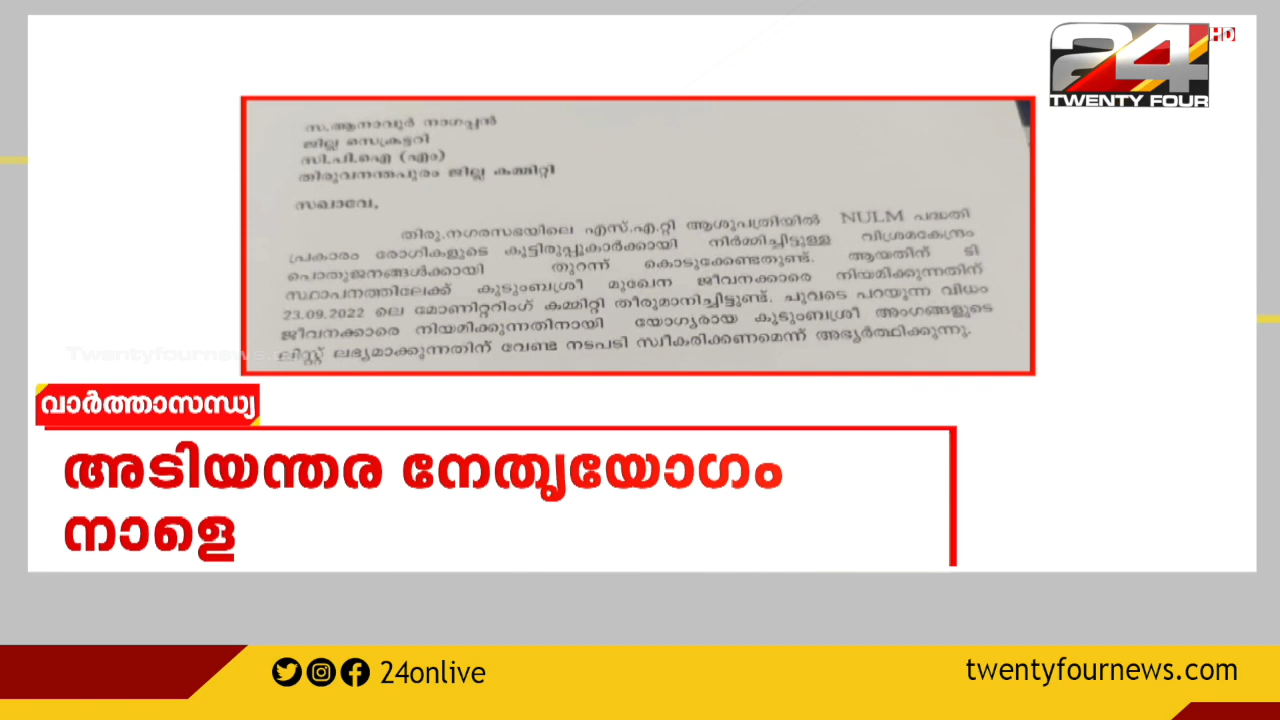 24
HD
TWENTY FOUR
സ.ആനാവൂർ നാഗപ്പൻ
ജില്ല സെക്രട്ടറി
സി.പി.ഐ (എം)
തിരുവനന്തപുരം ജില്ല കമ്മിറ്റി
സഖാവേ,
തിരു.നഗരസഭയിലെ എസ്.എ.റ്റി ആശുപത്രിയിൽ NULM പദ്ധതി
പ്രകാരം രോഗികളുടെ കൂട്ടിരുപ്പുകാർക്കായി നിർമ്മിച്ചിട്ടുള്ള വിശ്രമകേന്ദ്രം
പൊതുജനങ്ങൾക്കായി തുറന്ന് കൊടുക്കേണ്ടതുണ്ട്. ആയതിന് ടി
സ്ഥാപനത്തിലേക്ക് കുടുംബശ്രീ മുഖേന ജീവനക്കാരെ നിയമിക്കുന്നതിന്
23.09.2022 ലെ മോണിറ്ററിംഗ് കമ്മിറ്റി തീരുമാനിച്ചിട്ടുണ്ട്. ചുവടെ പറയുന്ന വിധം
ജീവനക്കാരെ നിയമിക്കുന്നതിനായി യോഗ്യരായ കുടുംബശ്രീ അംഗങ്ങളുടെ
ലിസ്റ്റ് ലഭ്യമാക്കുന്നതിന് വേണ്ട നടപടി സ്വീകരിക്കണമെന്ന് അഭ്യർത്ഥിക്കുന്നു.
Twentyfournews
വാർത്താസന്ധ്യ
അടിയന്തര നേതൃയോഗം
നാളെ
24onlive
twentyfournews.com